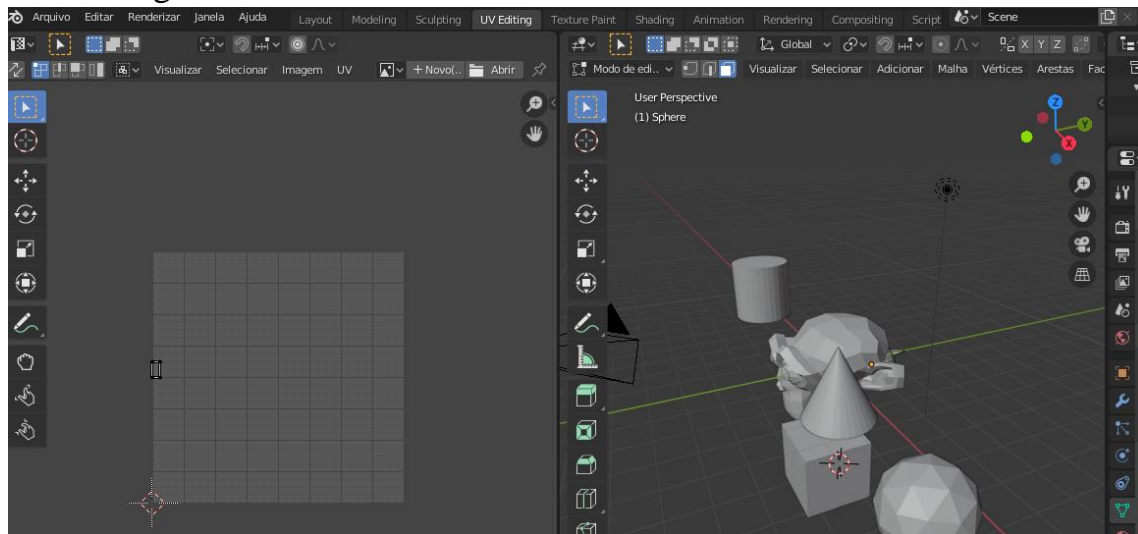 Arquivo Editar Renderizar Janela Ajuda Layout Modeling Sculpting UV Editing Texture Paint Shading Animation Rendering Compositing Script Scene
Global X Y Z
Visualizar Selecionar Imagem UV + Novo(.. Abrir
Modo de edi.. Visualizar Selecionar Adicionar Malha Vértices Arestas Fac
User Perspective
(1) Sphere
Z
Y
X